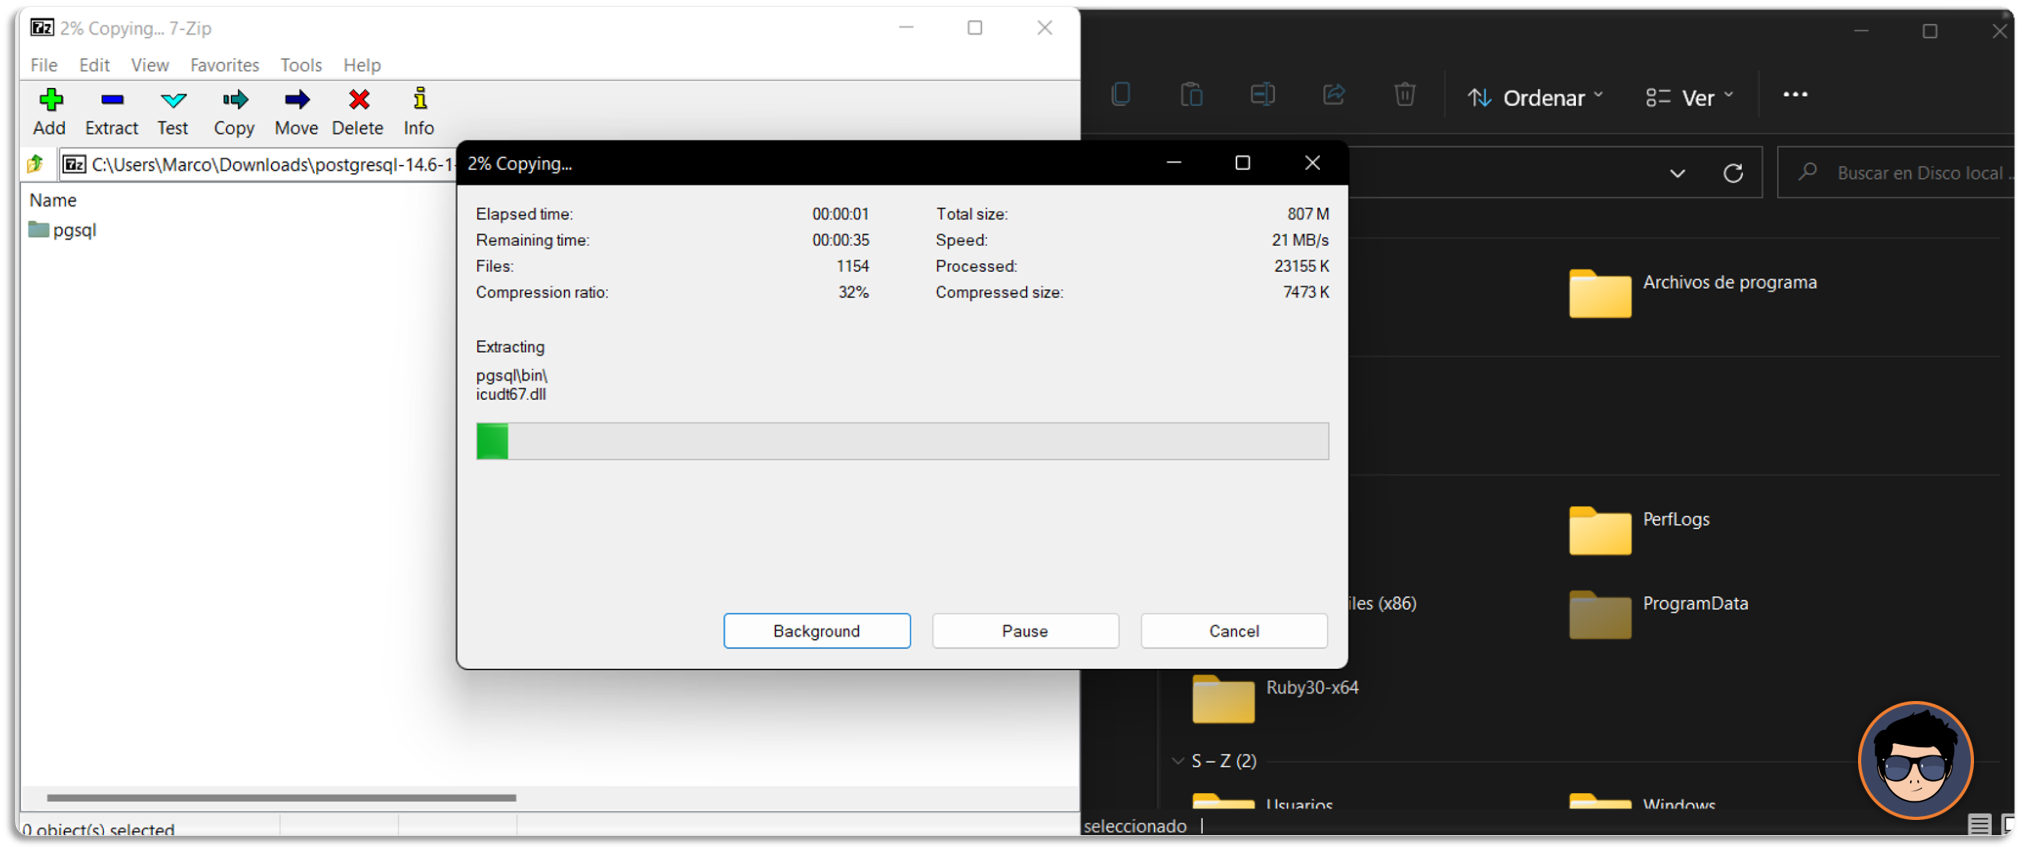 2% Copying... 7-Zip
File Edit View Favorites Tools Help
Add Extract Test Copy Move Delete Info
C:\Users\Marco\Downloads\postgresql-14.6-1-
Name
pgsql
0 object(s) selected
2% Copying...
Elapsed time: 00:00:01 Total size: 807 M
Remaining time: 00:00:35 Speed: 21 MB/s
Files: 1154 Processed: 23155 K
Compression ratio: 32% Compressed size: 7473 K
Extracting
pgsql\bin\
icudt67.dll
Background Pause Cancel
Ordenar Ver
Buscar en Disco local ..
Archivos de programa
PerfLogs
iles (x86) ProgramData
Ruby30-x64
S – Z (2)
Usuarios Windows
seleccionado